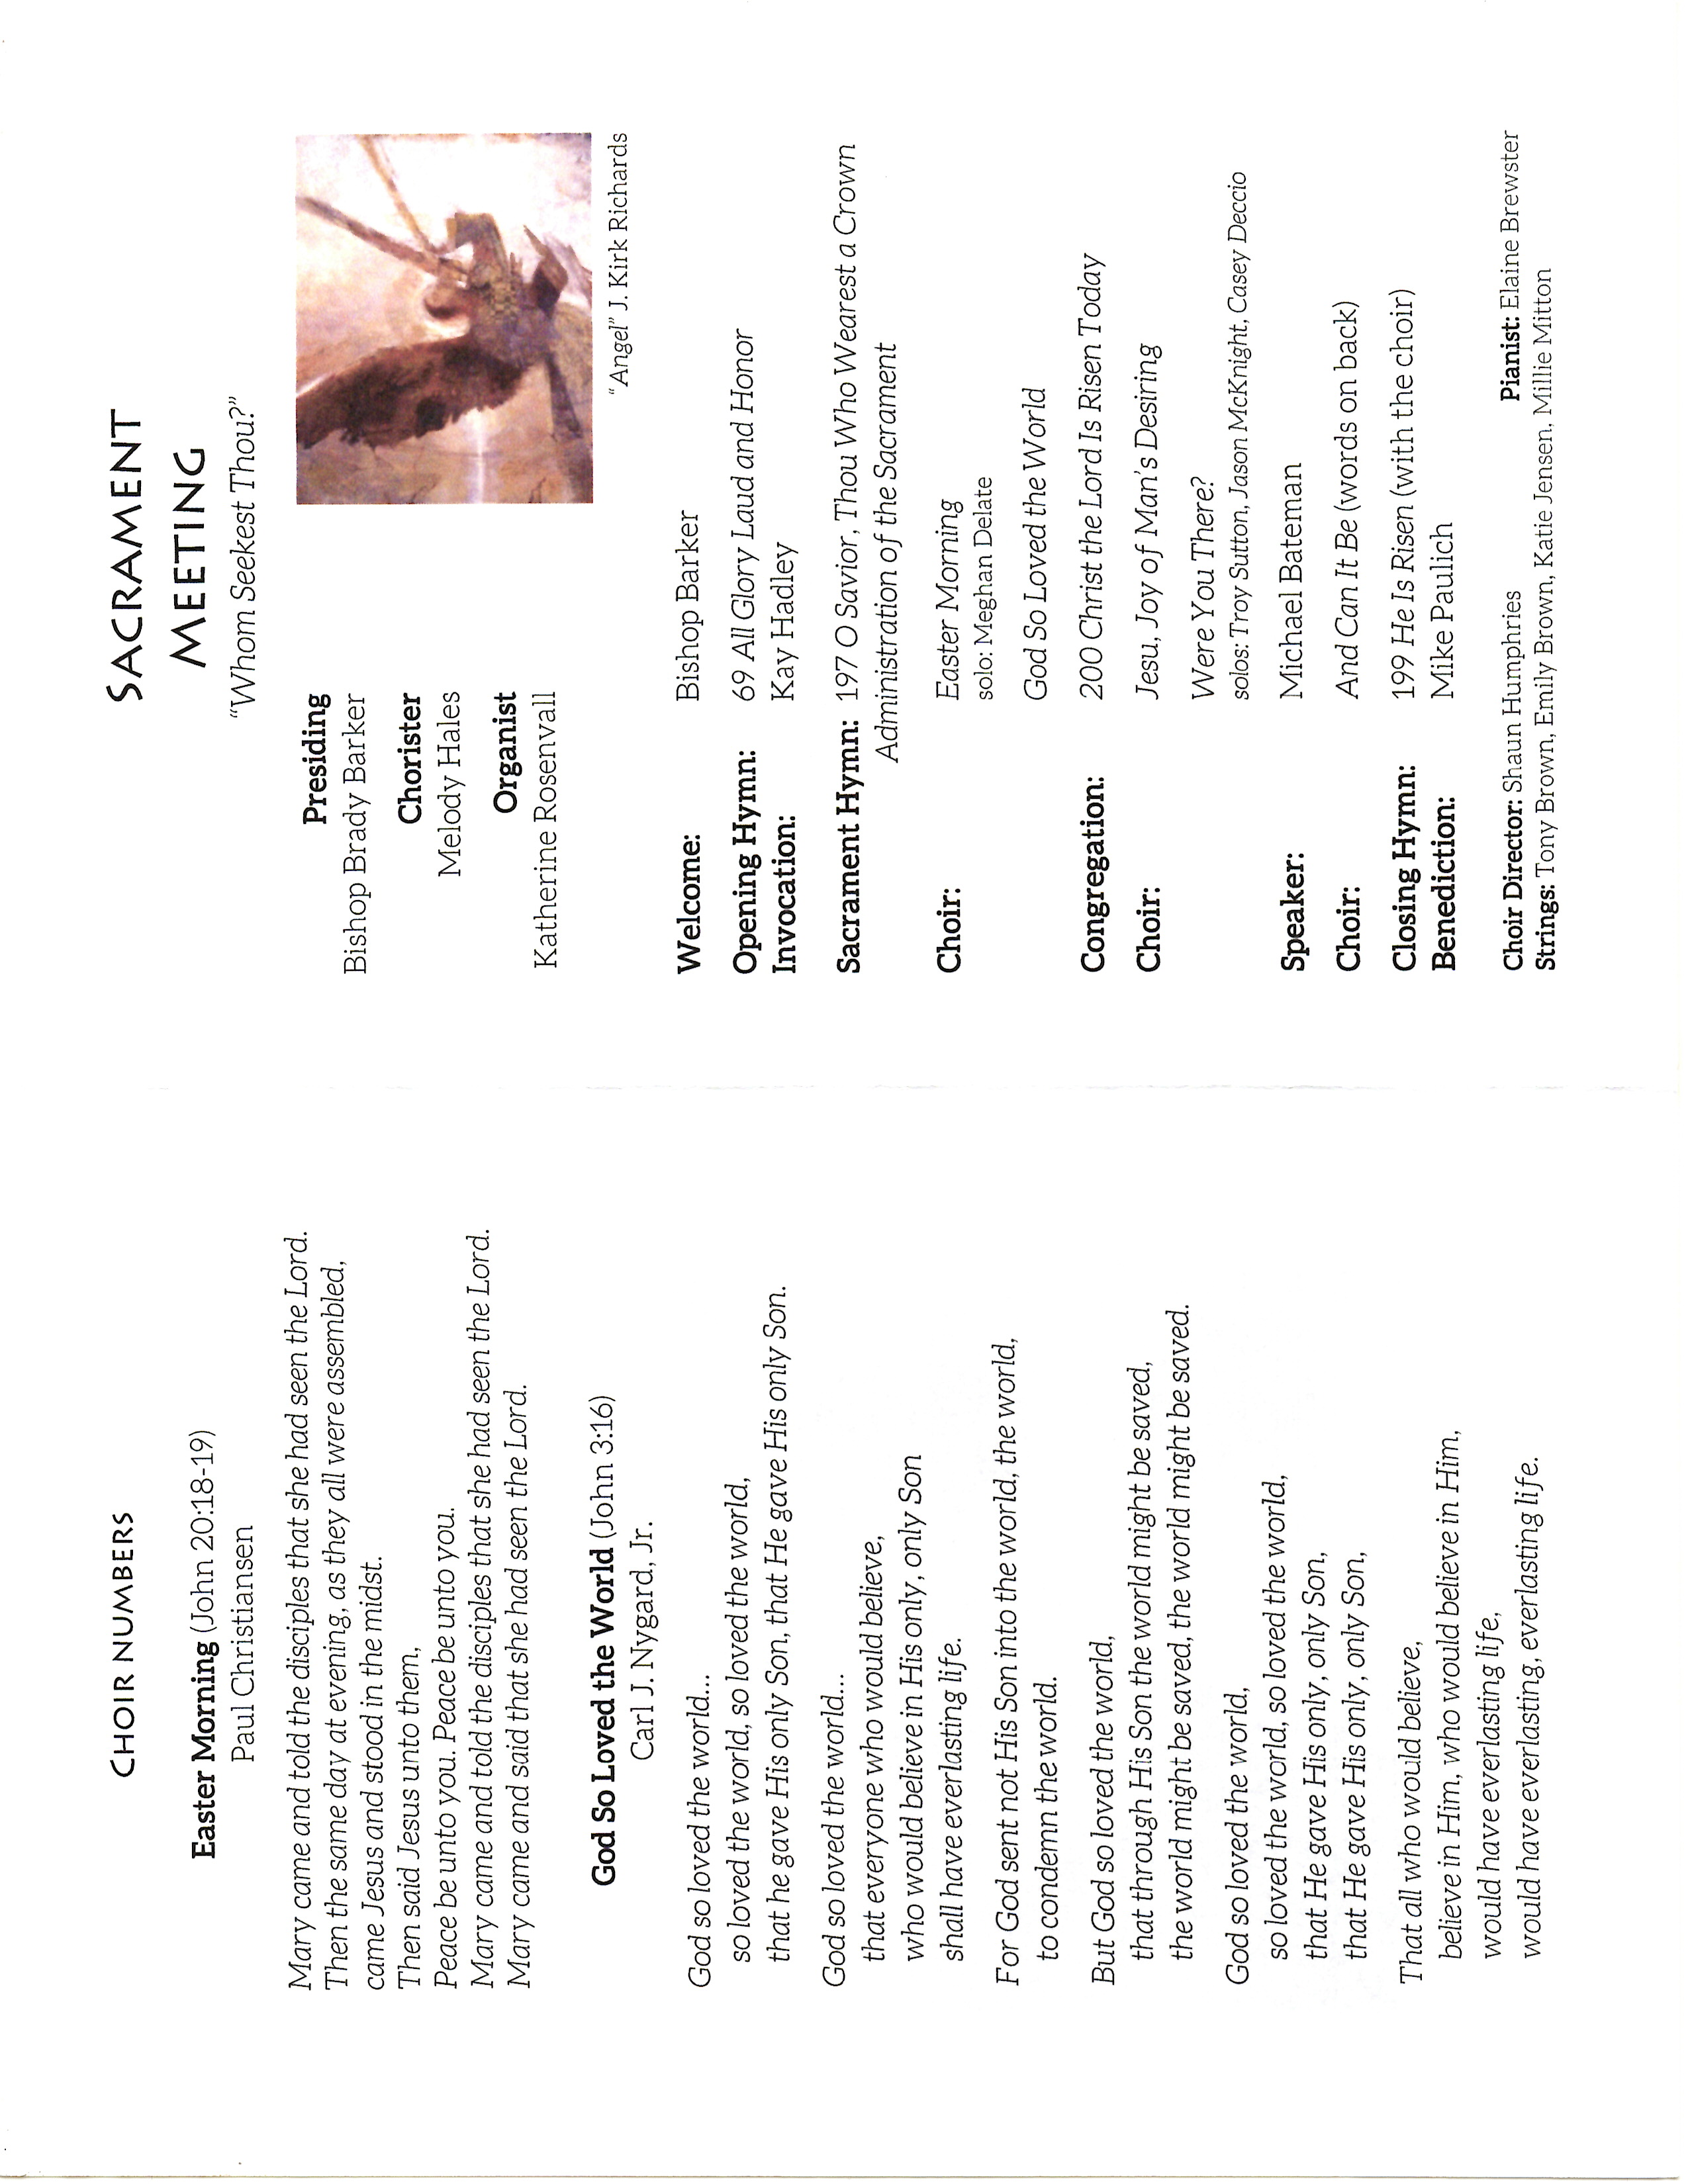 CHOIR NUMBERS
Easter Morning (John 20:18-19)
Paul Christiansen
Mary came and told the disciples that she had seen the Lord.
Then the same day at evening, as they all were assembled,
came Jesus and stood in the midst.
Then said Jesus unto them,
Peace be unto you. Peace be unto you.
Mary came and told the disciples that she had seen the Lord.
Mary came and said that she had seen the Lord.
God So Loved the World (John 3:16)
Carl J. Nygard, Jr.
God so loved the world...
so loved the world, so loved the world,
that he gave His only Son, that He gave His only Son.
God so loved the world...
that everyone who would believe,
who would believe in His only, only Son
shall have everlasting life.
For God sent not His Son into the world, the world,
to condemn the world.
But God so loved the world,
that through His Son the world might be saved,
the world might be saved, the world might be saved.
God so loved the world,
so loved the world, so loved the world,
that He gave His only, only Son,
that He gave His only, only Son,
That all who would believe,
believe in Him, who would believe in Him,
would have everlasting life,
would have everlasting, everlasting life.
SACRAMENT
MEETING
"Whom Seekest Thou?"
Presiding
Bishop Brady Barker
Chorister
Melody Hales
Organist
Katherine Rosenvall
"Angel" J. Kirk Richards
Welcome: Bishop Barker
Opening Hymn: 69 All Glory Laud and Honor
Invocation: Kay Hadley
Sacrament Hymn: 197 O Savior, Thou Who Wearest a Crown
Administration of the Sacrament
Choir: Easter Morning
solo: Meghan Delate
God So Loved the World
Congregation: 200 Christ the Lord Is Risen Today
Choir: Jesu, Joy of Man's Desiring
Were You There?
solos: Troy Sutton, Jason McKnight, Casey Deccio
Speaker: Michael Bateman
Choir: And Can It Be (words on back)
Closing Hymn: 199 He Is Risen (with the choir)
Benediction: Mike Paulich
Choir Director: Shaun Humphries Pianist: Elaine Brewster
Strings: Tony Brown, Emily Brown, Katie Jensen, Millie Mitton